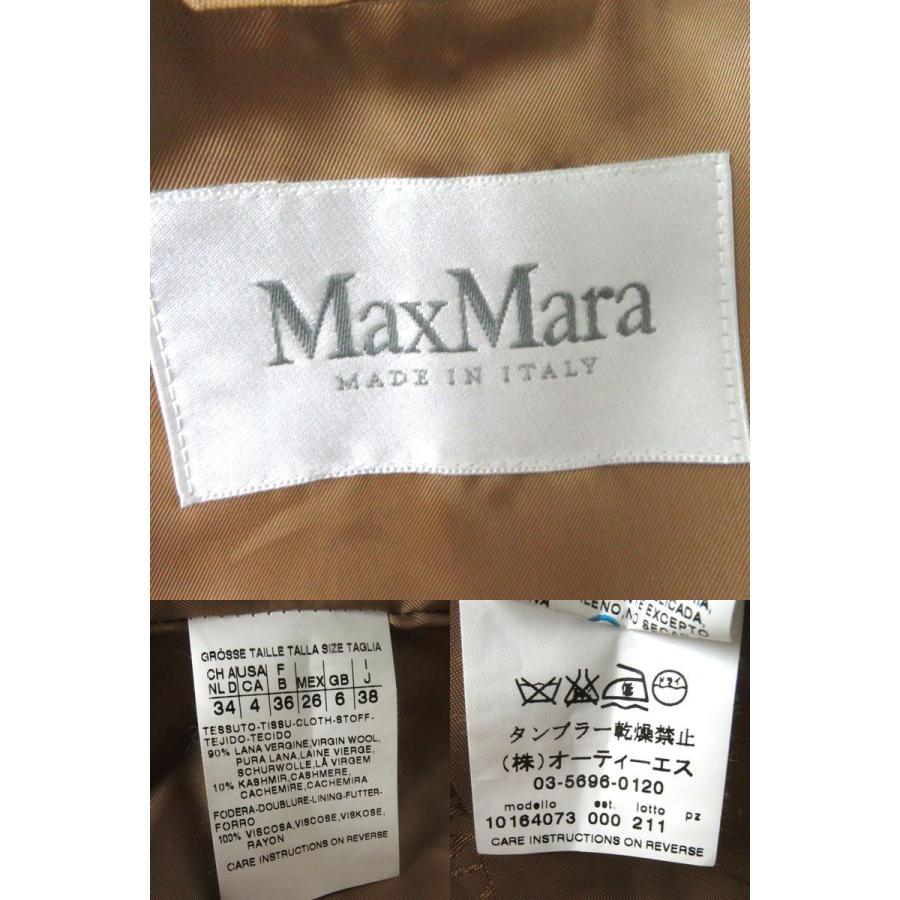 MaxMara
MADE IN ITALY
GRÖSSE TAILLE TALLA SIZE TAGLIA
CH A USA F I
NL D CA B MEX GB J
34 4 36 26 6 38
TESSUTO-TISSU-CLOTH-STOFF-
TEJIDO-TECIDO
90% LANA VERGINE,VIRGIN WOOL,
PURA LANA,LAINE VIERGE,
SCHURWOLLE,LÃ VIRGEM
10% KASHMIR,CASHMERE,
CACHEMIRE,CACHEMIRA
FODERA-DOUBLURE-LINING-FUTTER-
FORRO
100% VISCOSA,VISCOSE,VISKOSE,
RAYON
CARE INSTRUCTIONS ON REVERSE
EXCEPTO
ドライ
タンブラー乾燥禁止
(株)オーティーエス
03-5696-0120
modello est. lotto pz
10164073 000 211
CARE INSTRUCTIONS ON REVERSE